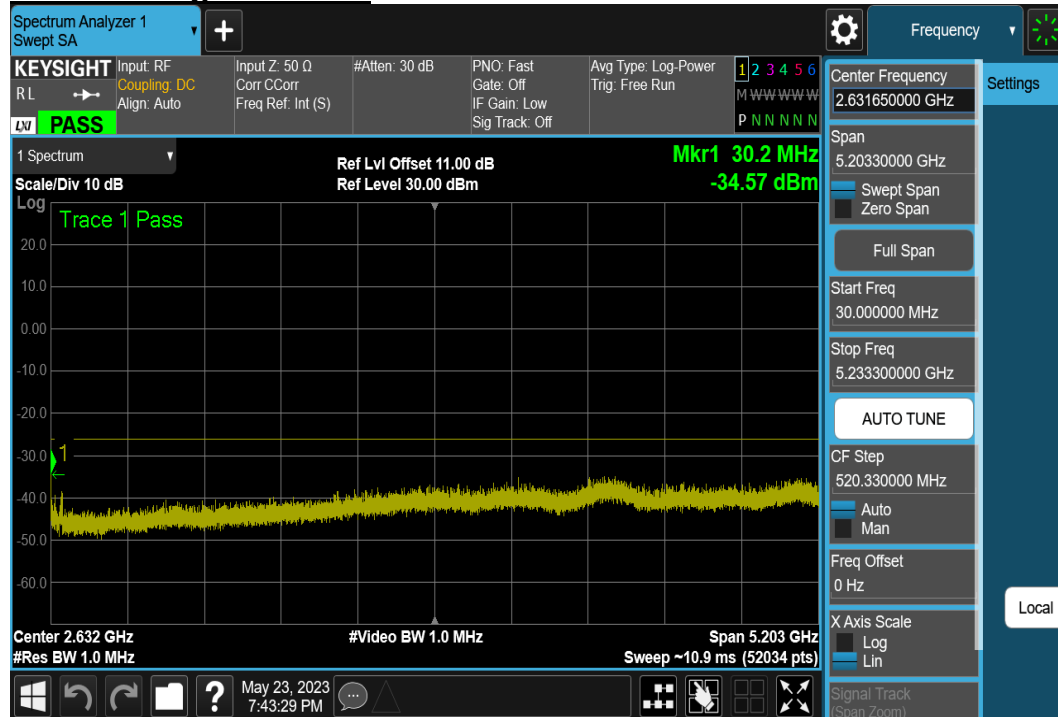 Spectrum Analyzer 1
Swept SA
+
Frequency
KEYSIGHT
R L
LXI
PASS
Input: RF
Coupling: DC
Align: Auto
Input Z: 50 Ω
Corr CCorr
Freq Ref: Int (S)
#Atten: 30 dB
PNO: Fast
Gate: Off
IF Gain: Low
Sig Track: Off
Avg Type: Log-Power
Trig: Free Run
1 2 3 4 5 6
M W W W W W
P N N N N N
1 Spectrum
Scale/Div 10 dB
Ref Lvl Offset 11.00 dB
Ref Level 30.00 dBm
Mkr1 30.2 MHz
-34.57 dBm
Log
Trace 1 Pass
20.0
10.0
0.00
-10.0
-20.0
-30.0
-40.0
-50.0
-60.0
1
Center 2.632 GHz
#Res BW 1.0 MHz
#Video BW 1.0 MHz
Span 5.203 GHz
Sweep ~10.9 ms (52034 pts)
?
May 23, 2023
7:43:29 PM
Center Frequency
2.631650000 GHz
Span
5.20330000 GHz
Swept Span
Zero Span
Full Span
Start Freq
30.000000 MHz
Stop Freq
5.233300000 GHz
AUTO TUNE
CF Step
520.330000 MHz
Auto
Man
Freq Offset
0 Hz
X Axis Scale
Log
Lin
Signal Track
(Span Zoom)
Settings
Local